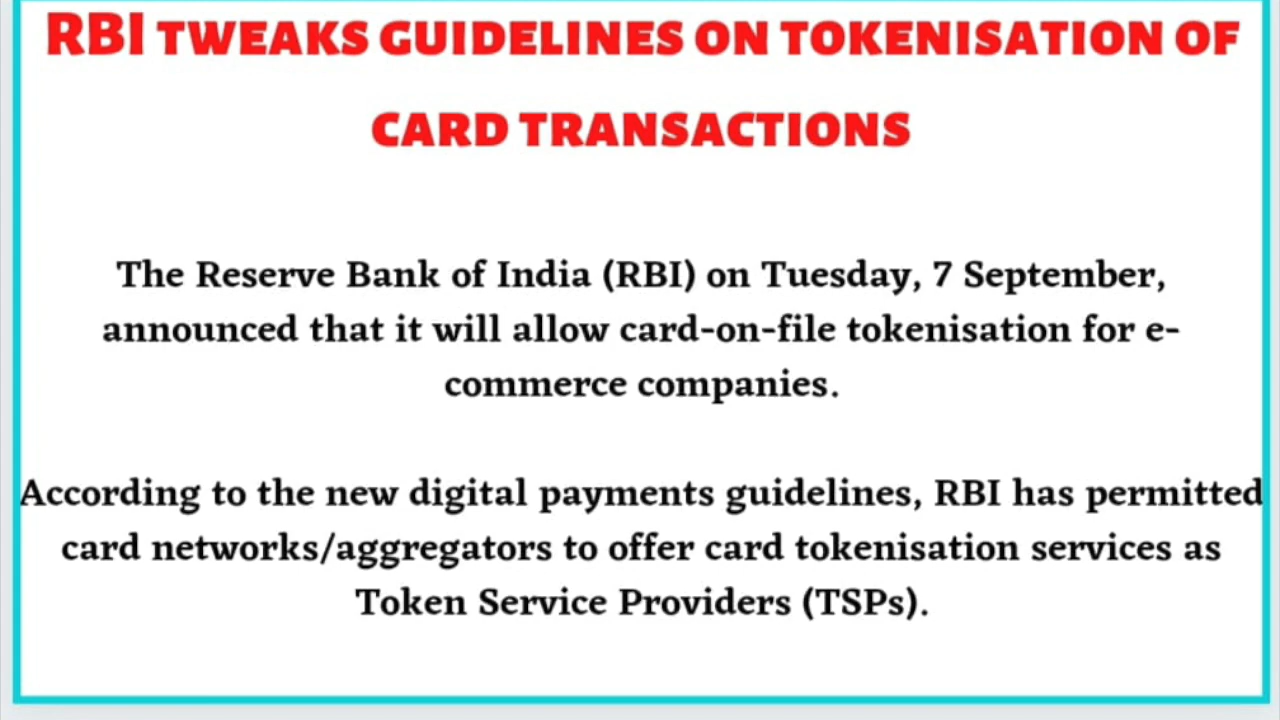 RBI TWEAKS GUIDELINES ON TOKENISATION OF
CARD TRANSACTIONS
The Reserve Bank of India (RBI) on Tuesday, 7 September,
announced that it will allow card-on-file tokenisation for e-
commerce companies.
According to the new digital payments guidelines, RBI has permitted
card networks/aggregators to offer card tokenisation services as
Token Service Providers (TSPs).